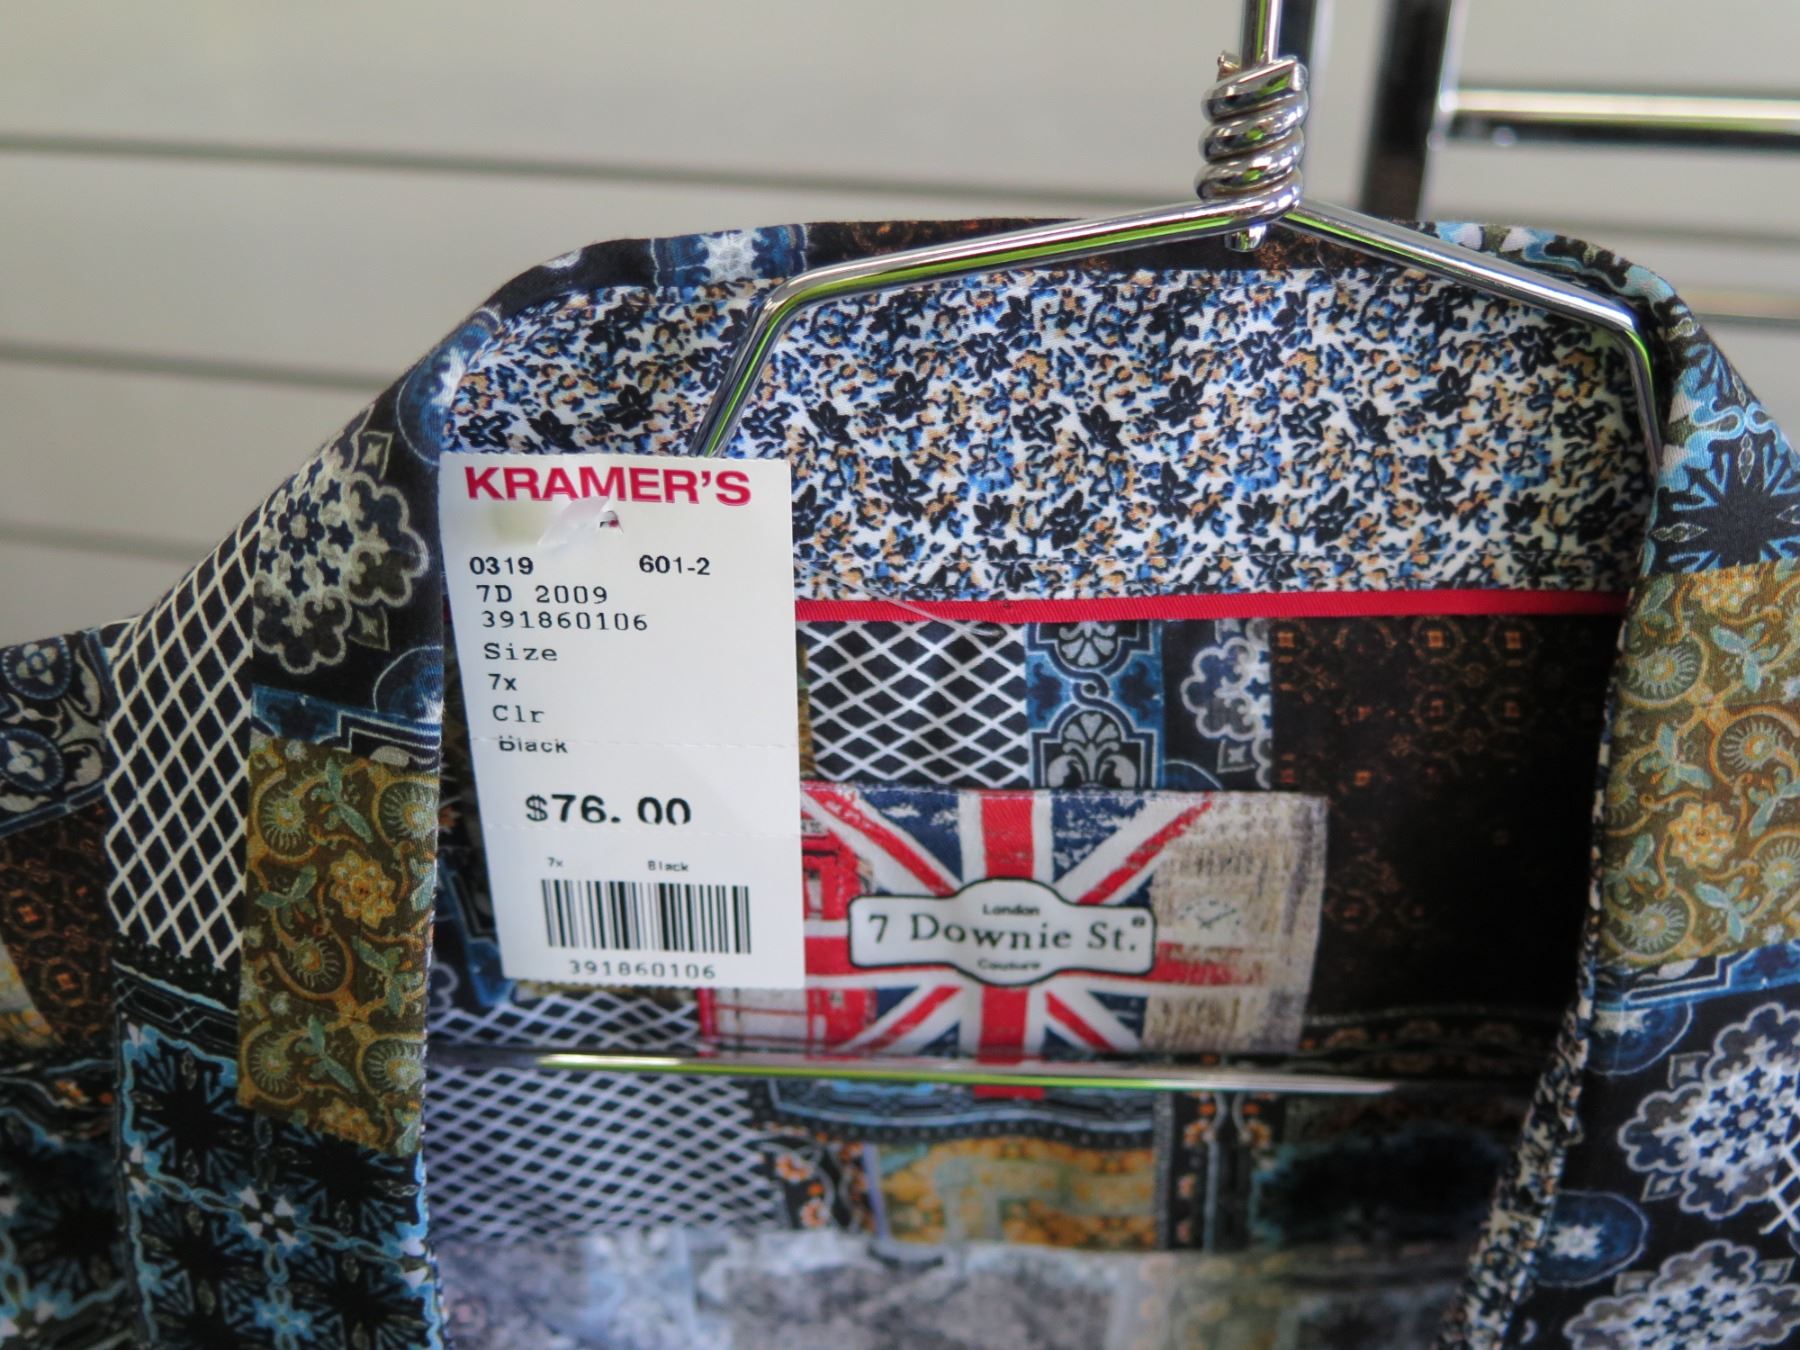 KRAMER'S
0319 601-2
7D 2009
391860106
Size
7x
Clr
Black
$76.00
7x Black
391860106
London
7 Downie St.®
Couture